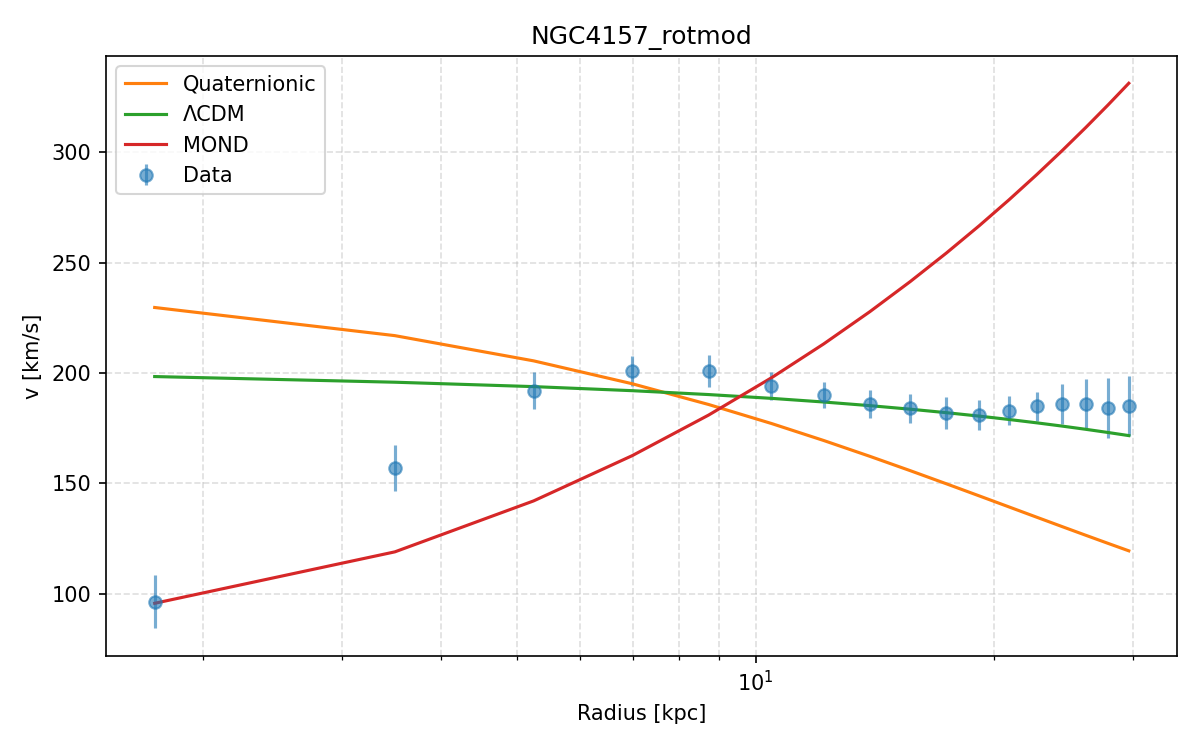 NGC4157_rotmod
Quaternionic
ΛCDM
MOND
Data
300
250
200
150
100
v [km/s]
10¹
Radius [kpc]